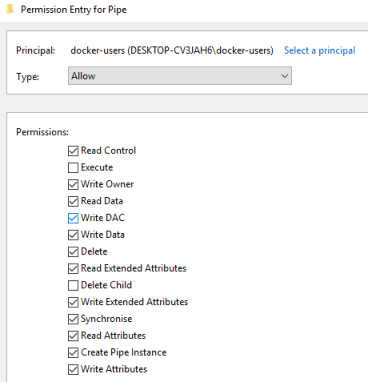 Permission Entry for Pipe
Principal: docker-users (DESKTOP-CV3JAH6\docker-users) Select a principal
Type: Allow
Permissions:
Read Control
Execute
Write Owner
Read Data
Write DAC
Write Data
Delete
Read Extended Attributes
Delete Child
Write Extended Attributes
Synchronise
Read Attributes
Create Pipe Instance
Write Attributes